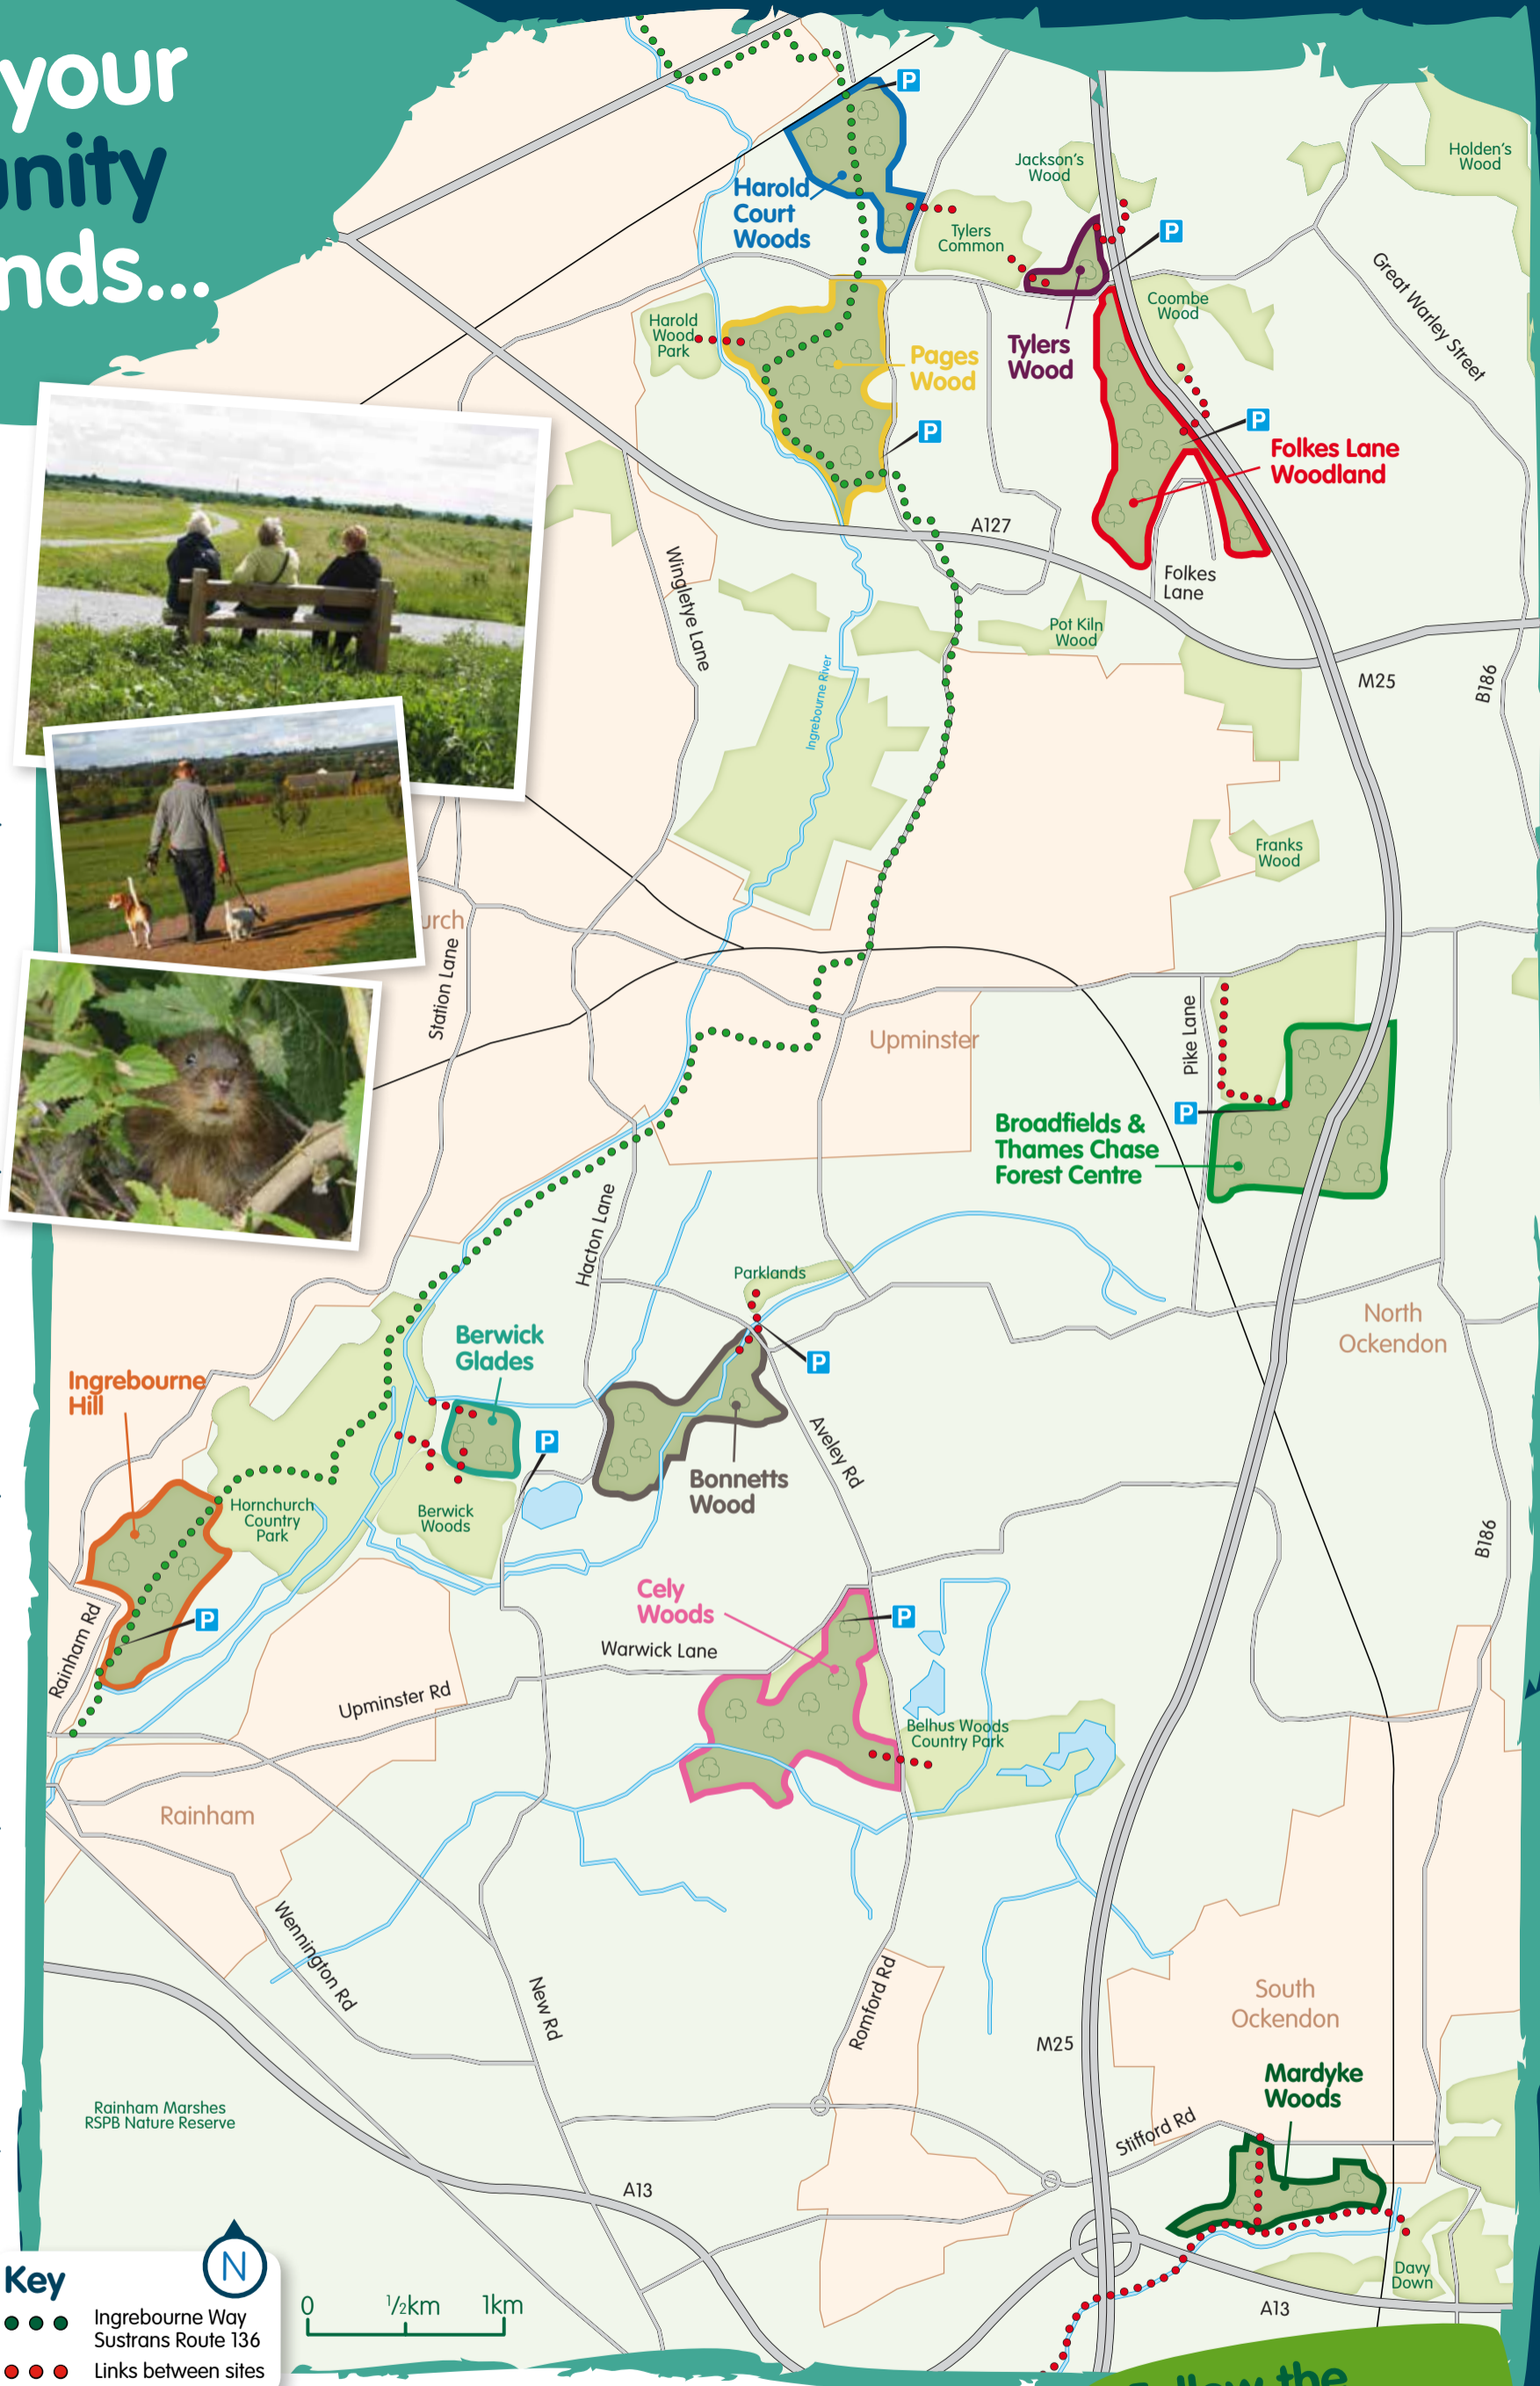 your
nity
nds...
P
Harold
Court
Woods
Jackson's
Wood
Holden's
Wood
Tylers
Common
P
Great Warley Street
Coombe
Wood
Harold
Wood
Park
Pages
Wood
Tylers
Wood
P
P
Folkes Lane
Woodland
A127
Wingletye Lane
Folkes
Lane
Pot Kiln
Wood
Ingrebourne River
M25
B186
Franks
Wood
urch
Station Lane
Upminster
Pike Lane
P
Broadfields &
Thames Chase
Forest Centre
Hacton Lane
Parklands
North
Ockendon
Berwick
Glades
P
Ingrebourne
Hill
P
Aveley Rd
Bonnetts
Wood
Hornchurch
Country
Park
Berwick
Woods
B186
Cely
Woods
P
P
Rainham Rd
Warwick Lane
Upminster Rd
Belhus Woods
Country Park
Rainham
Wennington Rd
New Rd
Romford Rd
South
Ockendon
M25
Mardyke
Woods
Rainham Marshes
RSPB Nature Reserve
Stifford Rd
A13
Davy
Down
A13
N
Key
Ingrebourne Way
Sustrans Route 136
Links between sites
0 1/2km 1km
Follow the